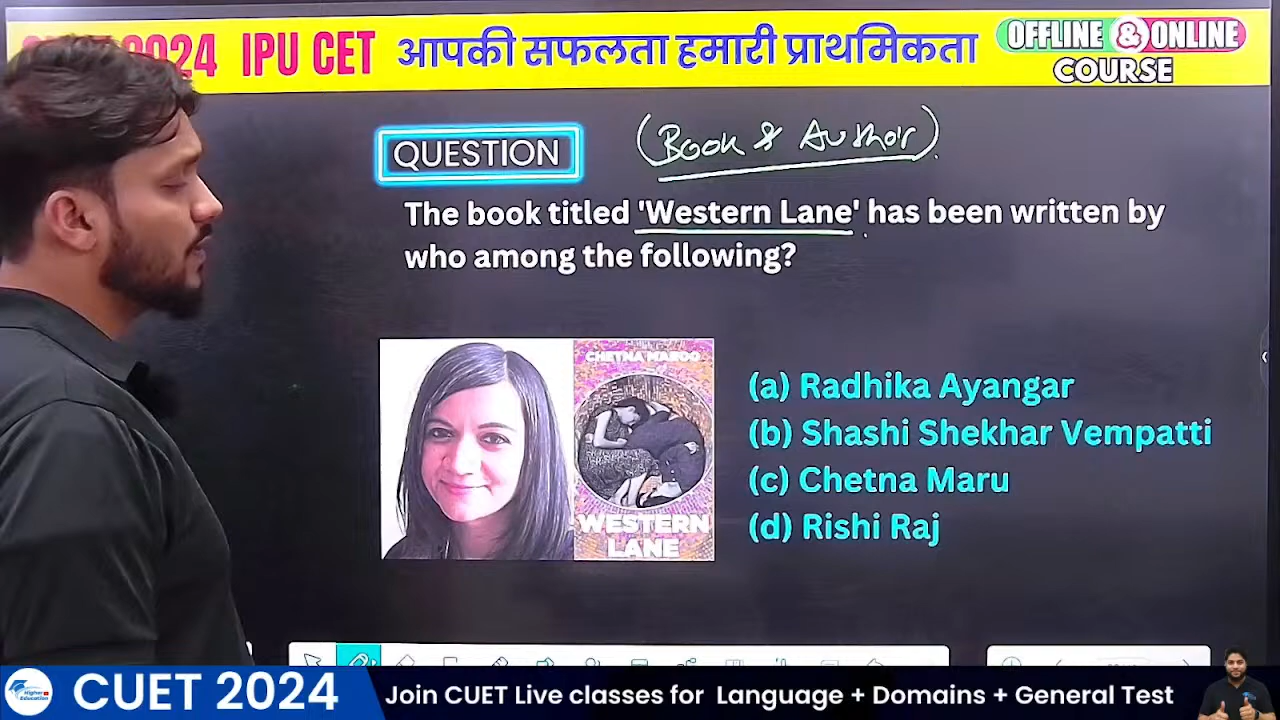 2024 IPU CET आपकी सफलता हमारी प्राथमिकता OFFLINE & ONLINE
COURSE
QUESTION (Book & Author)
The book titled 'Western Lane' has been written by
who among the following?
CHETNA MAROO
WESTERN
LANE
(a) Radhika Ayangar
(b) Shashi Shekhar Vempatti
(c) Chetna Maru
(d) Rishi Raj
Higher
Education
CUET 2024 Join CUET Live classes for Language + Domains + General Test